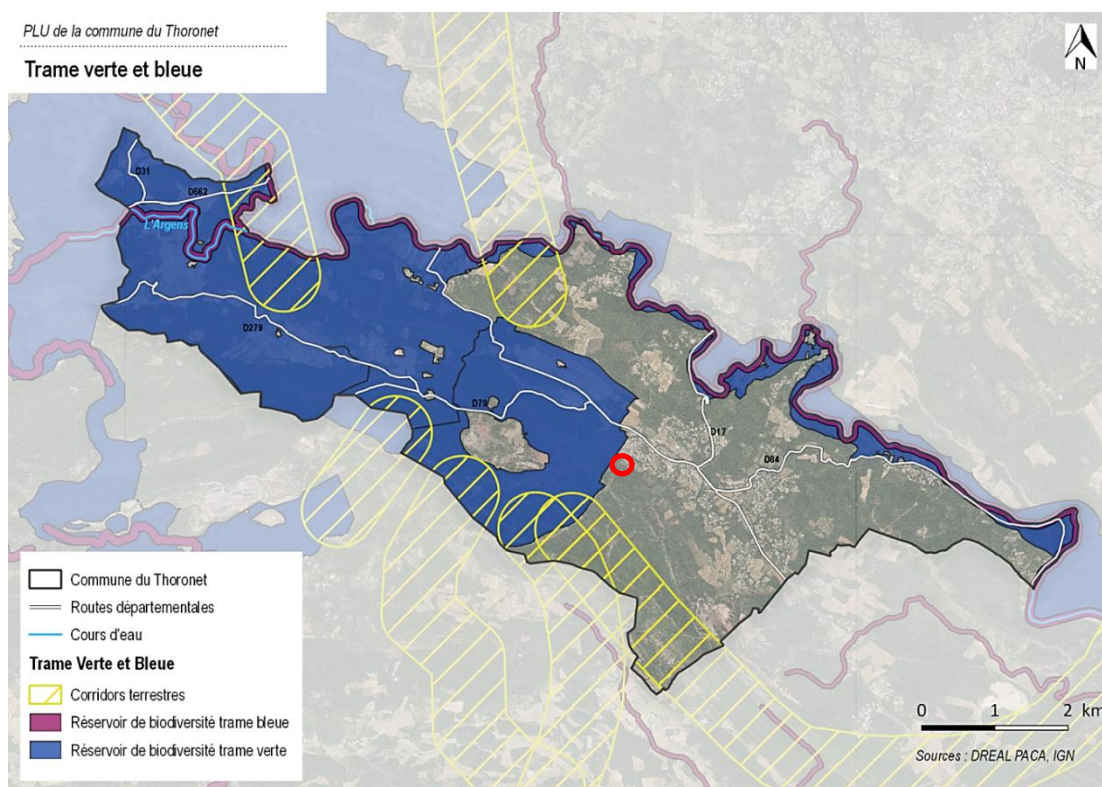 PLU de la commune du Thoronet
Trame verte et bleue
N
D31
D562
L'Argens
D279
D79
D17
D84
Commune du Thoronet
Routes départementales
Cours d'eau
Trame Verte et Bleue
Corridors terrestres
Réservoir de biodiversité trame bleue
Réservoir de biodiversité trame verte
0 1 2 km
Sources : DREAL PACA, IGN